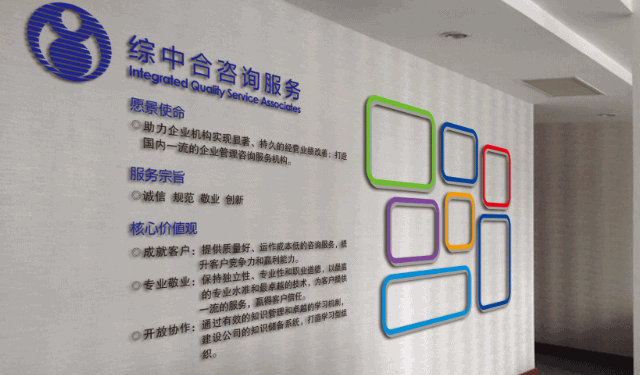 综中合咨询服务
Integrated Quality Service Associates
愿景使命
助力企业机构实现显著、持久的经营业绩改善；打造
国内一流的企业管理咨询服务机构。
服务宗旨
诚信 规范 敬业 创新
核心价值观
成就客户：提供质量好、运作成本低的咨询服务，提
升客户竞争力和赢利能力。
专业敬业：保持独立性、专业性和职业道德，以最高
的专业水准和最卓越的技术，为客户提供
一流的服务，赢得客户信任。
开放协作：通过有效的知识管理和卓越的学习机制，
建设公司的知识储备系统，打造学习型组
织。